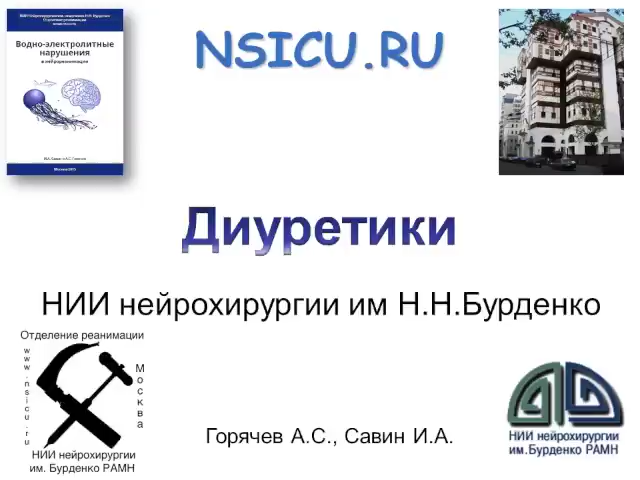 NSICU.RU
Водно-электролитные
нарушения
в нейрореанимации
Диуретики
НИИ нейрохирургии им Н.Н.Бурденко
Отделение реанимации
www.nsicu.ru
Москва
НИИ нейрохирургии
им. Бурденко РАМН
Горячев А.С., Савин И.А.
НИИ нейрохирургии
им.Бурденко РАМН